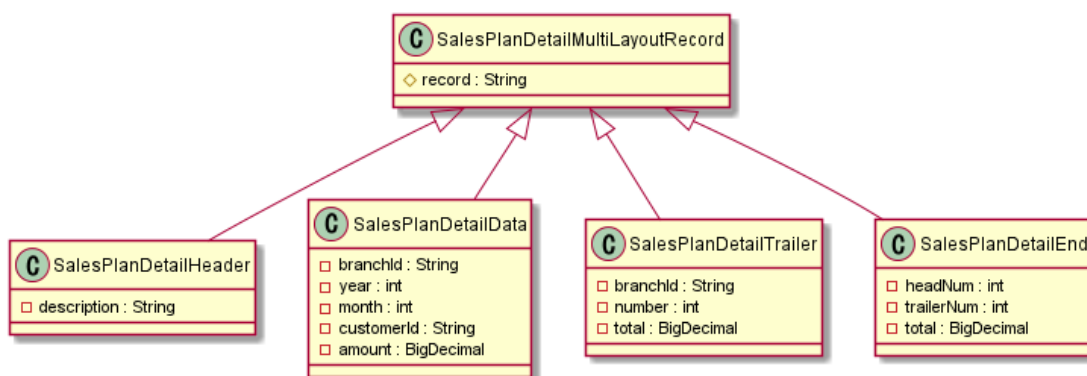 C SalesPlanDetailMultiLayoutRecord
record : String
C SalesPlanDetailHeader
description : String
C SalesPlanDetailData
branchId : String
year : int
month : int
customerId : String
amount : BigDecimal
C SalesPlanDetailTrailer
branchId : String
number : int
total : BigDecimal
C SalesPlanDetailEnd
headNum : int
trailerNum : int
total : BigDecimal